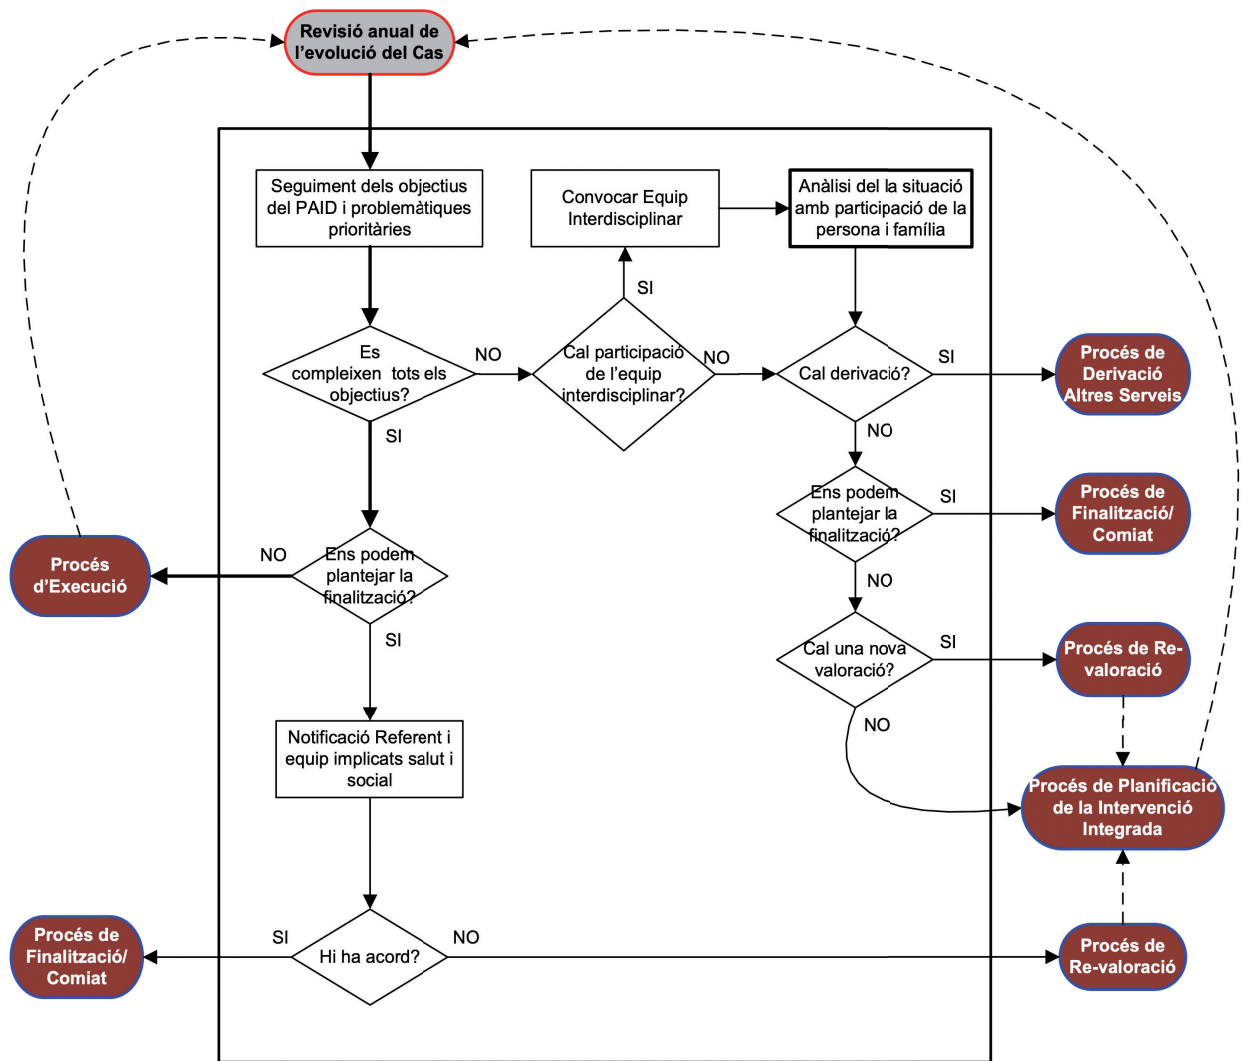 Revisió anual de
l'evolució del Cas
Seguiment dels objectius
del PAID i problemàtiques
prioritàries
Convocar Equip
Interdisciplinar
Anàlisi del la situació
amb participació de la
persona i família
SI
Es
compleixen tots els
objectius?
NO
Cal participació
de l'equip
interdisciplinar?
NO
Cal derivació?
SI
Procés de
Derivació
Altres Serveis
SI
NO
Ens podem
plantejar la
finalització?
SI
Procés de
Finalització/
Comiat
NO
Procés
d'Execució
NO
Ens podem
plantejar la
finalització?
SI
Cal una nova
valoració?
SI
Procés de Re-
valoració
NO
Notificació Referent i
equip implicats salut i
social
Procés de Planificació
de la Intervenció
Integrada
Procés de
Finalització/
Comiat
SI
Hi ha acord?
NO
Procés de
Re-valoració